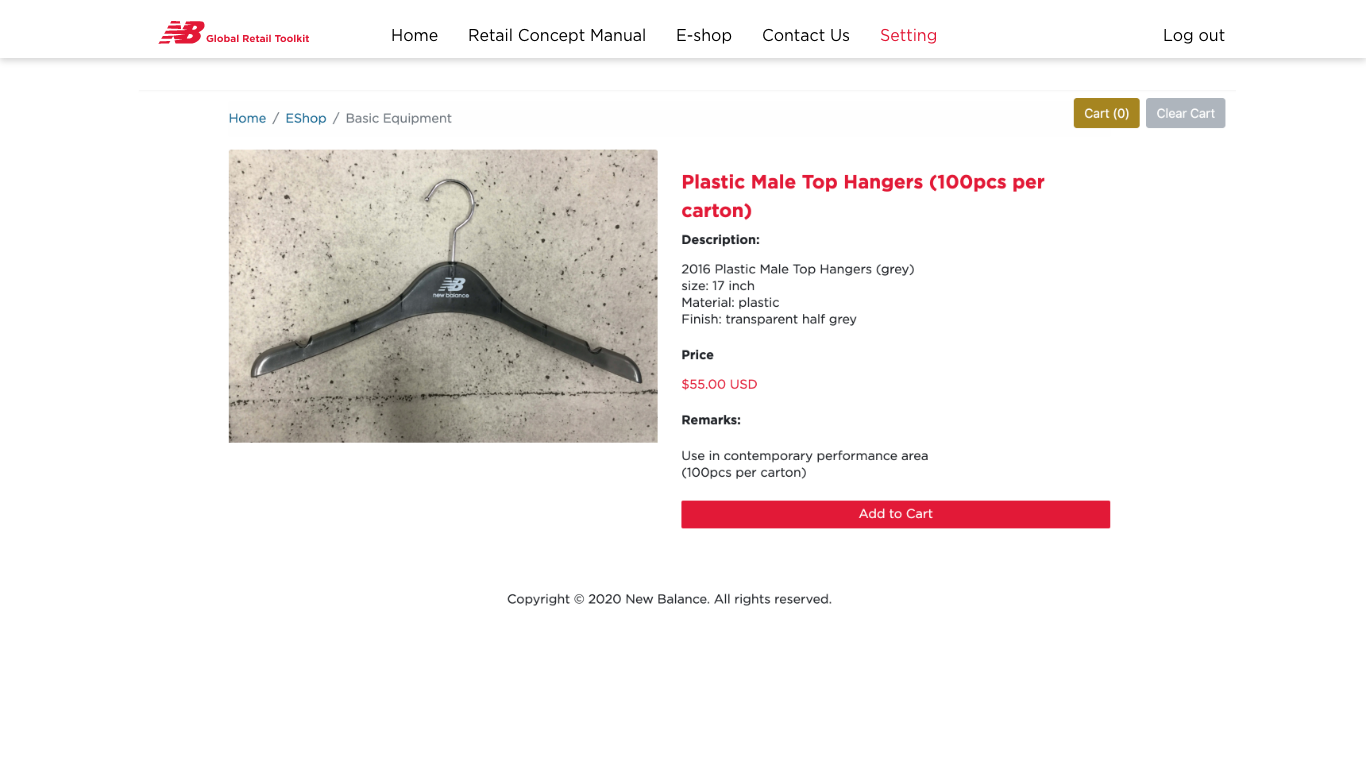 NB Global Retail Toolkit
Home Retail Concept Manual E-shop Contact Us Setting Log out
Home / EShop / Basic Equipment
Cart (0) Clear Cart
NB
new balance
Plastic Male Top Hangers (100pcs per
carton)
Description:
2016 Plastic Male Top Hangers (grey)
size: 17 inch
Material: plastic
Finish: transparent half grey
Price
$55.00 USD
Remarks:
Use in contemporary performance area
(100pcs per carton)
Add to Cart
Copyright © 2020 New Balance. All rights reserved.